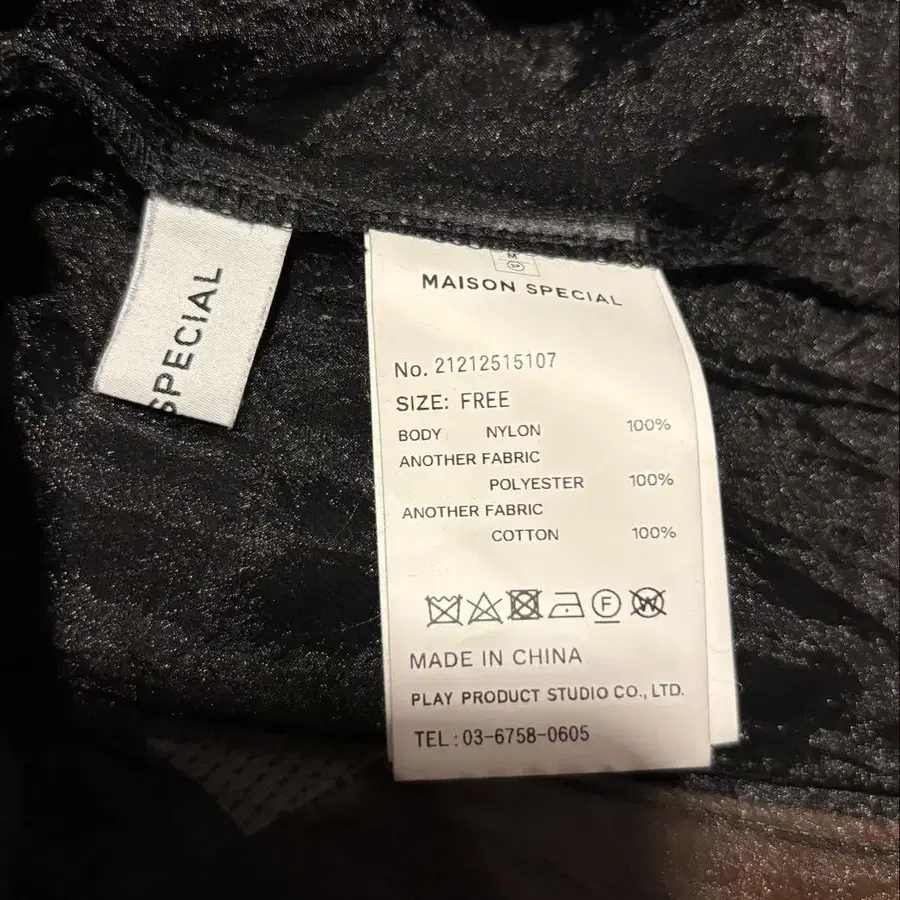 SPECIAL
M
SP
MAISON SPECIAL
No. 21212515107
SIZE: FREE
BODY NYLON 100%
ANOTHER FABRIC
POLYESTER 100%
ANOTHER FABRIC
COTTON 100%
F W
MADE IN CHINA
PLAY PRODUCT STUDIO CO., LTD.
TEL : 03-6758-0605